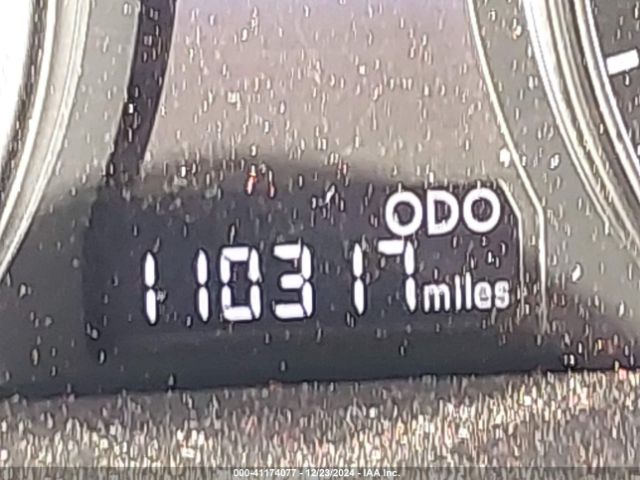 ODO
110317 miles
000-41174077 - 12/23/2024 - IAA Inc.